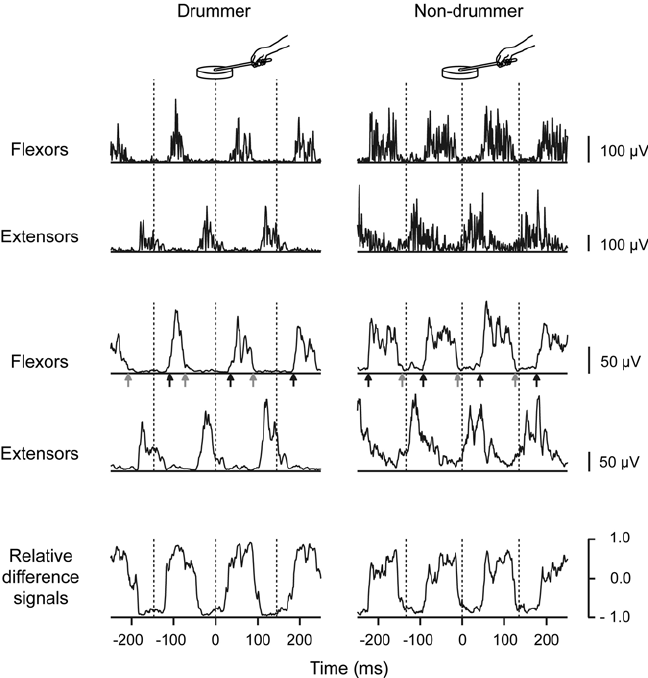 Drummer
Non-drummer
Flexors
100 µV
Extensors
100 µV
Flexors
50 µV
Extensors
50 µV
Relative
difference
signals
1.0
0.0
- 1.0
-200 -100 0 100 200
-200 -100 0 100 200
Time (ms)